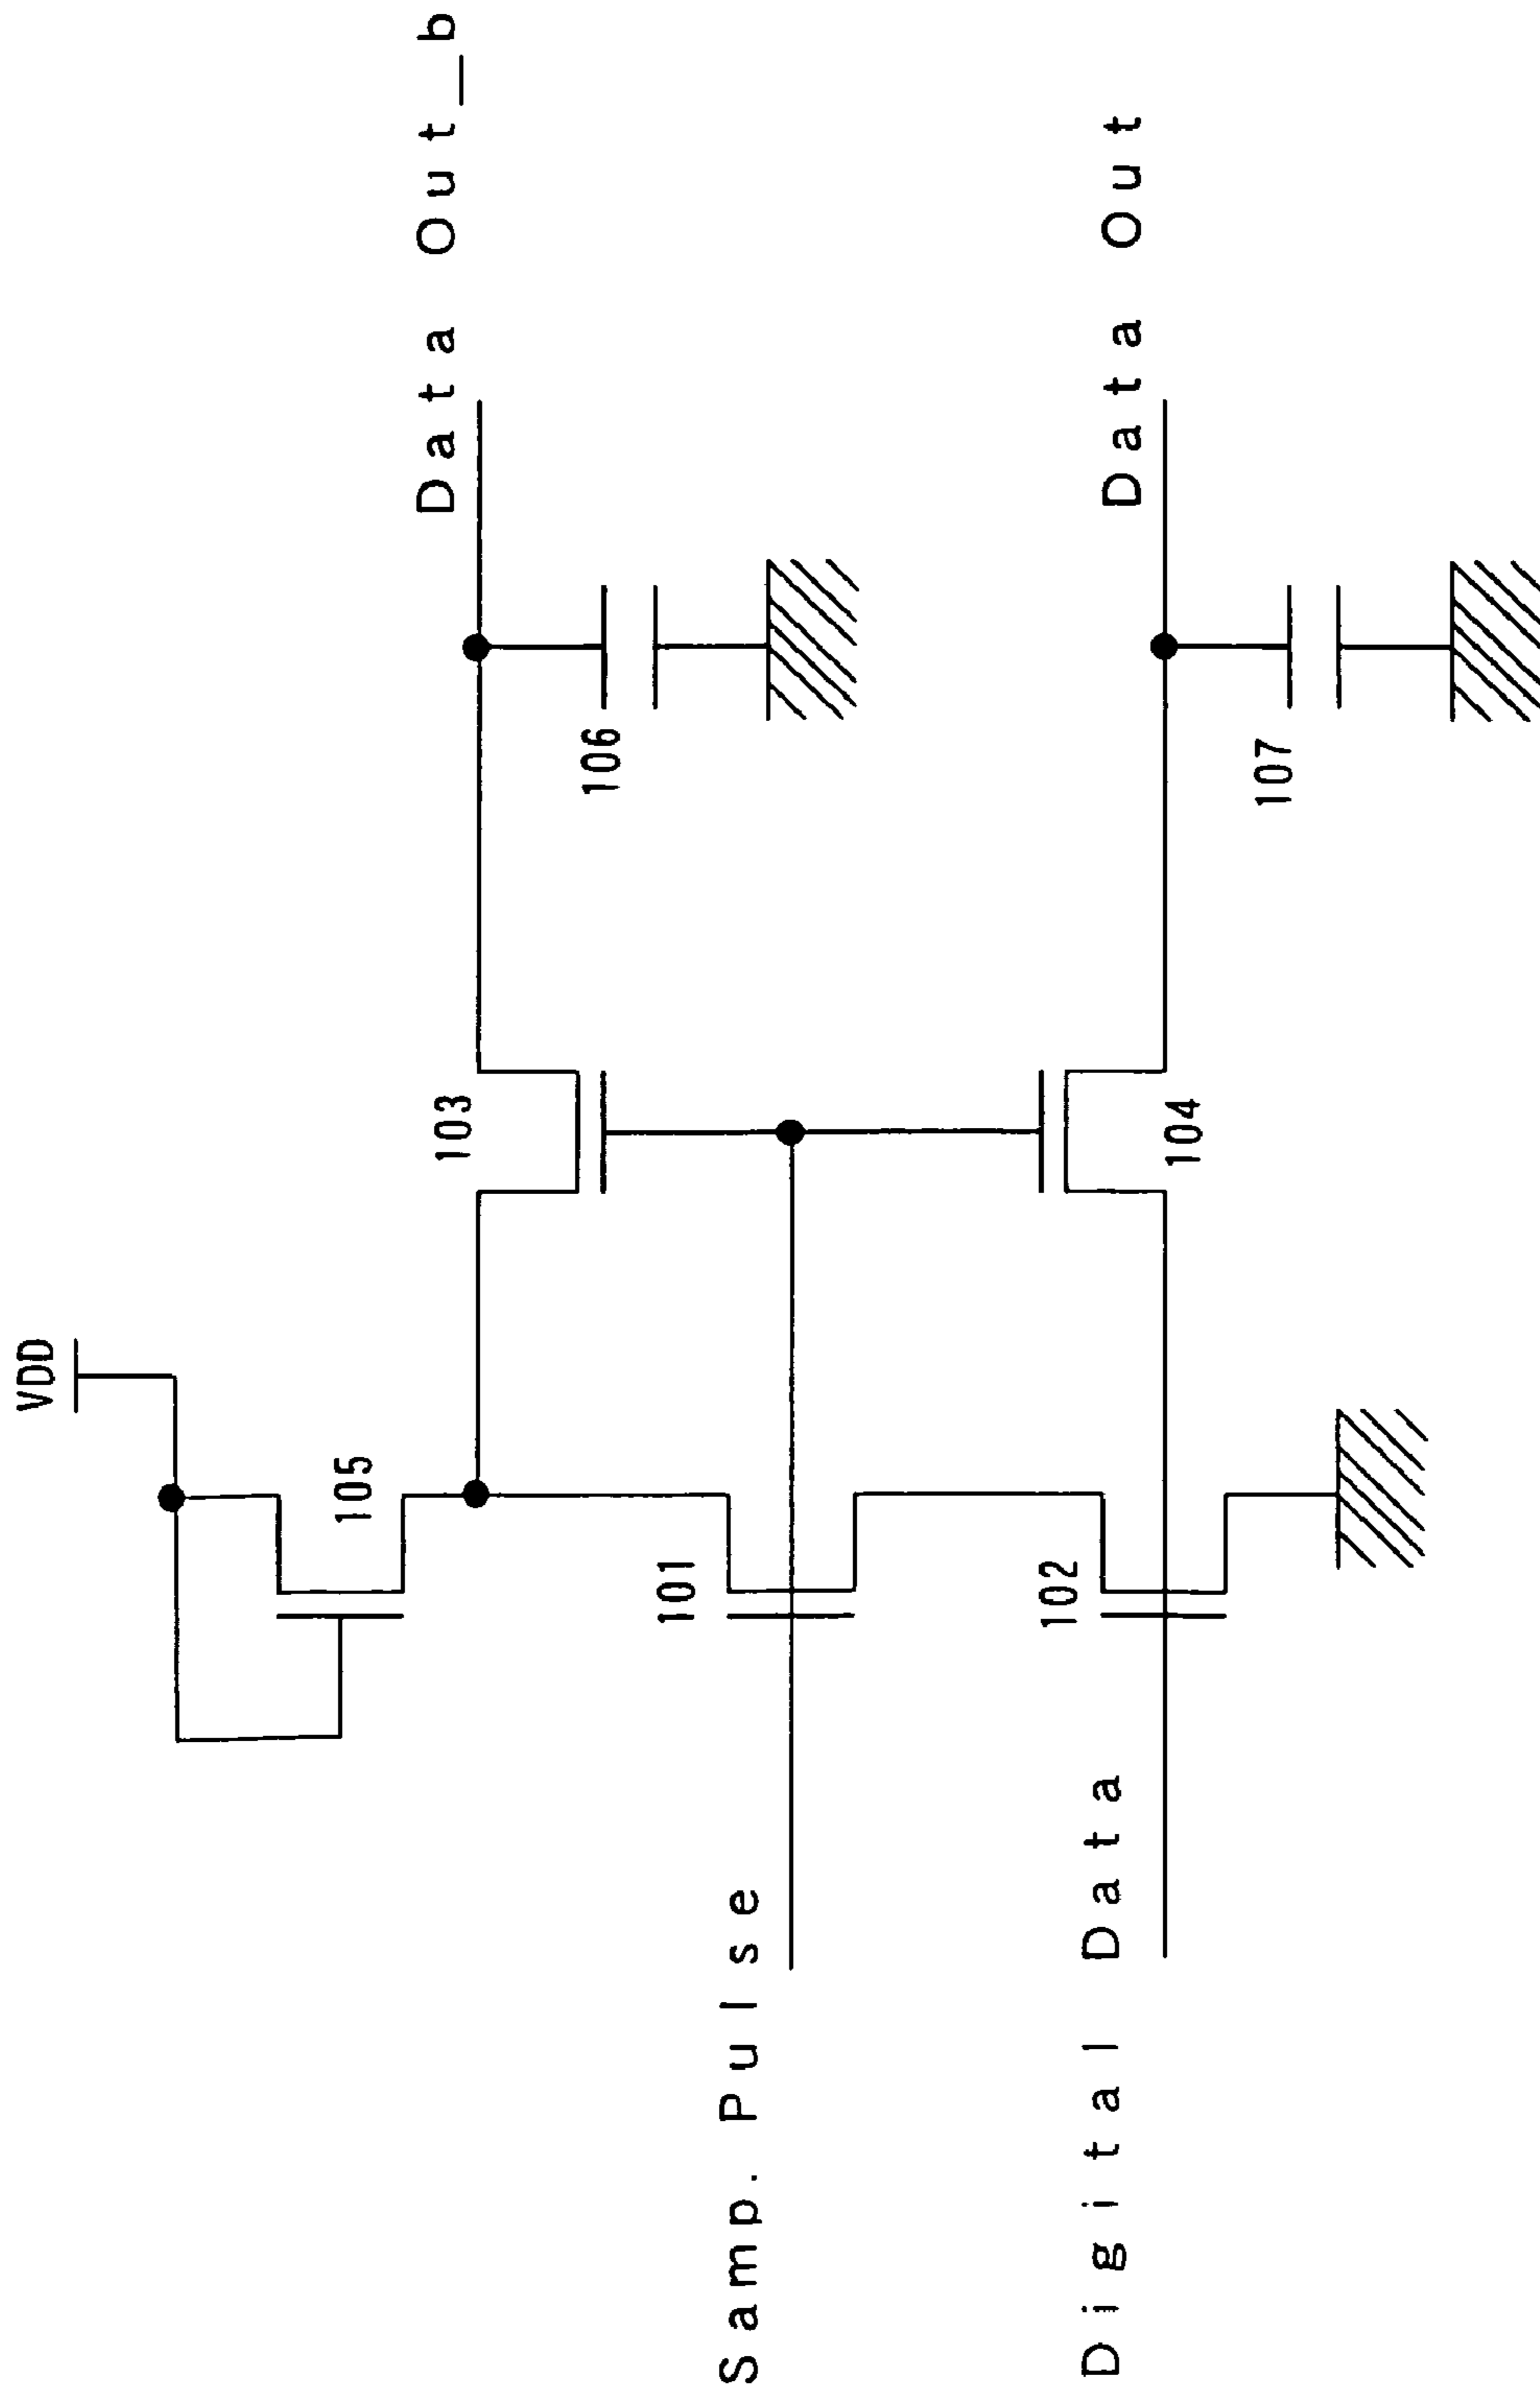 VDD
105
103
Data Out_b
106
101
Samp. Pulse
102
104
Digital Data
Data Out
107